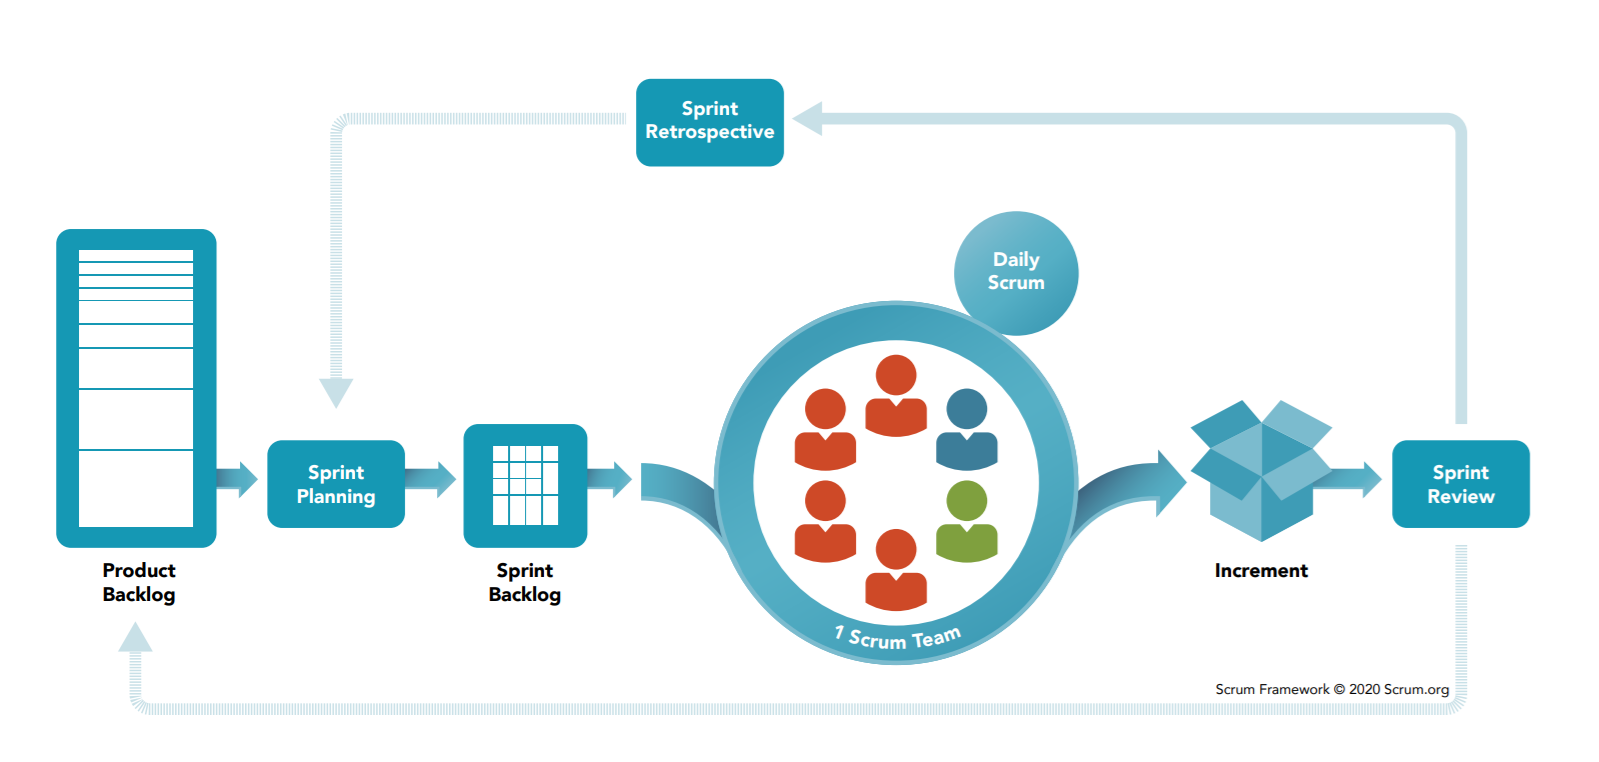 Sprint
Retrospective
Daily
Scrum
Sprint
Planning
Sprint
Review
Product
Backlog
Sprint
Backlog
Increment
1 Scrum Team
Scrum Framework © 2020 Scrum.org